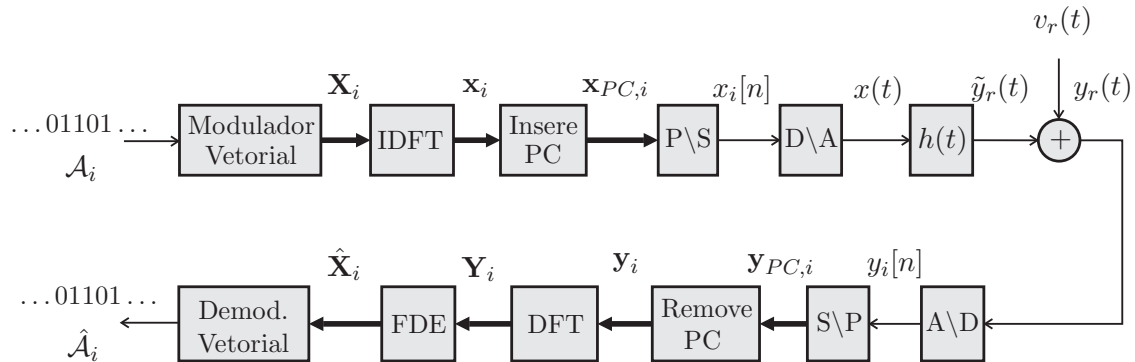 v_r(t)
X_i x_i x_{PC,i} x_i[n] x(t) ỹ_r(t) y_r(t)
...01101...
A_i
Modulador
Vetorial
IDFT
Insere
PC
P\S
D\A
h(t)
+
X̂_i Y_i y_i y_{PC,i} y_i[n]
...01101...
Â_i
Demod.
Vetorial
FDE
DFT
Remove
PC
S\P
A\D